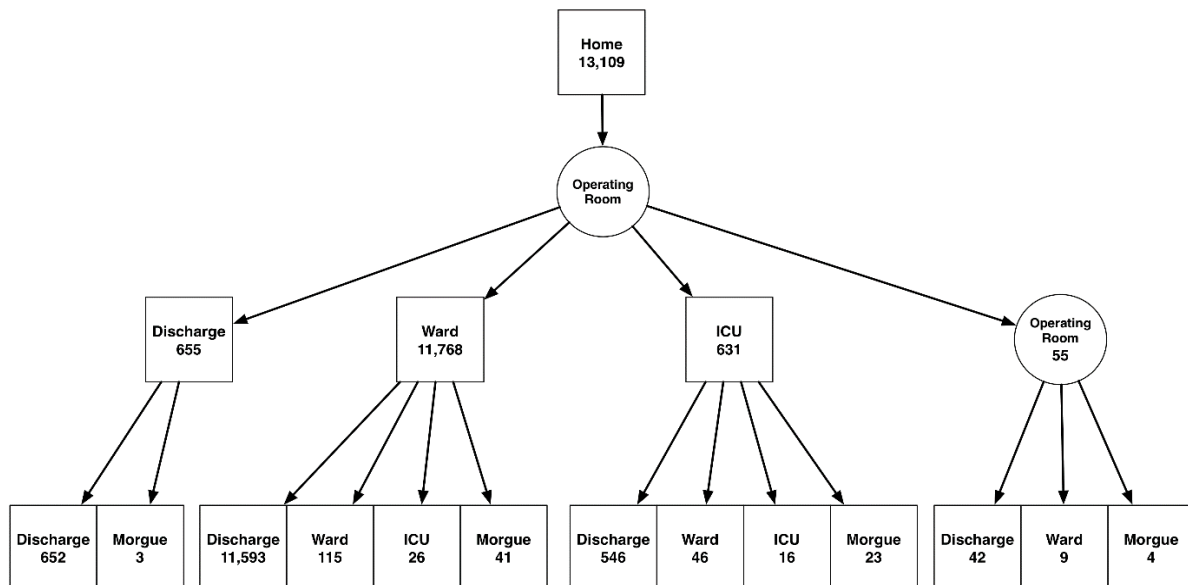 Home
13,109
Operating
Room
Discharge
655
Ward
11,768
ICU
631
Operating
Room
55
Discharge
652
Morgue
3
Discharge
11,593
Ward
115
ICU
26
Morgue
41
Discharge
546
Ward
46
ICU
16
Morgue
23
Discharge
42
Ward
9
Morgue
4